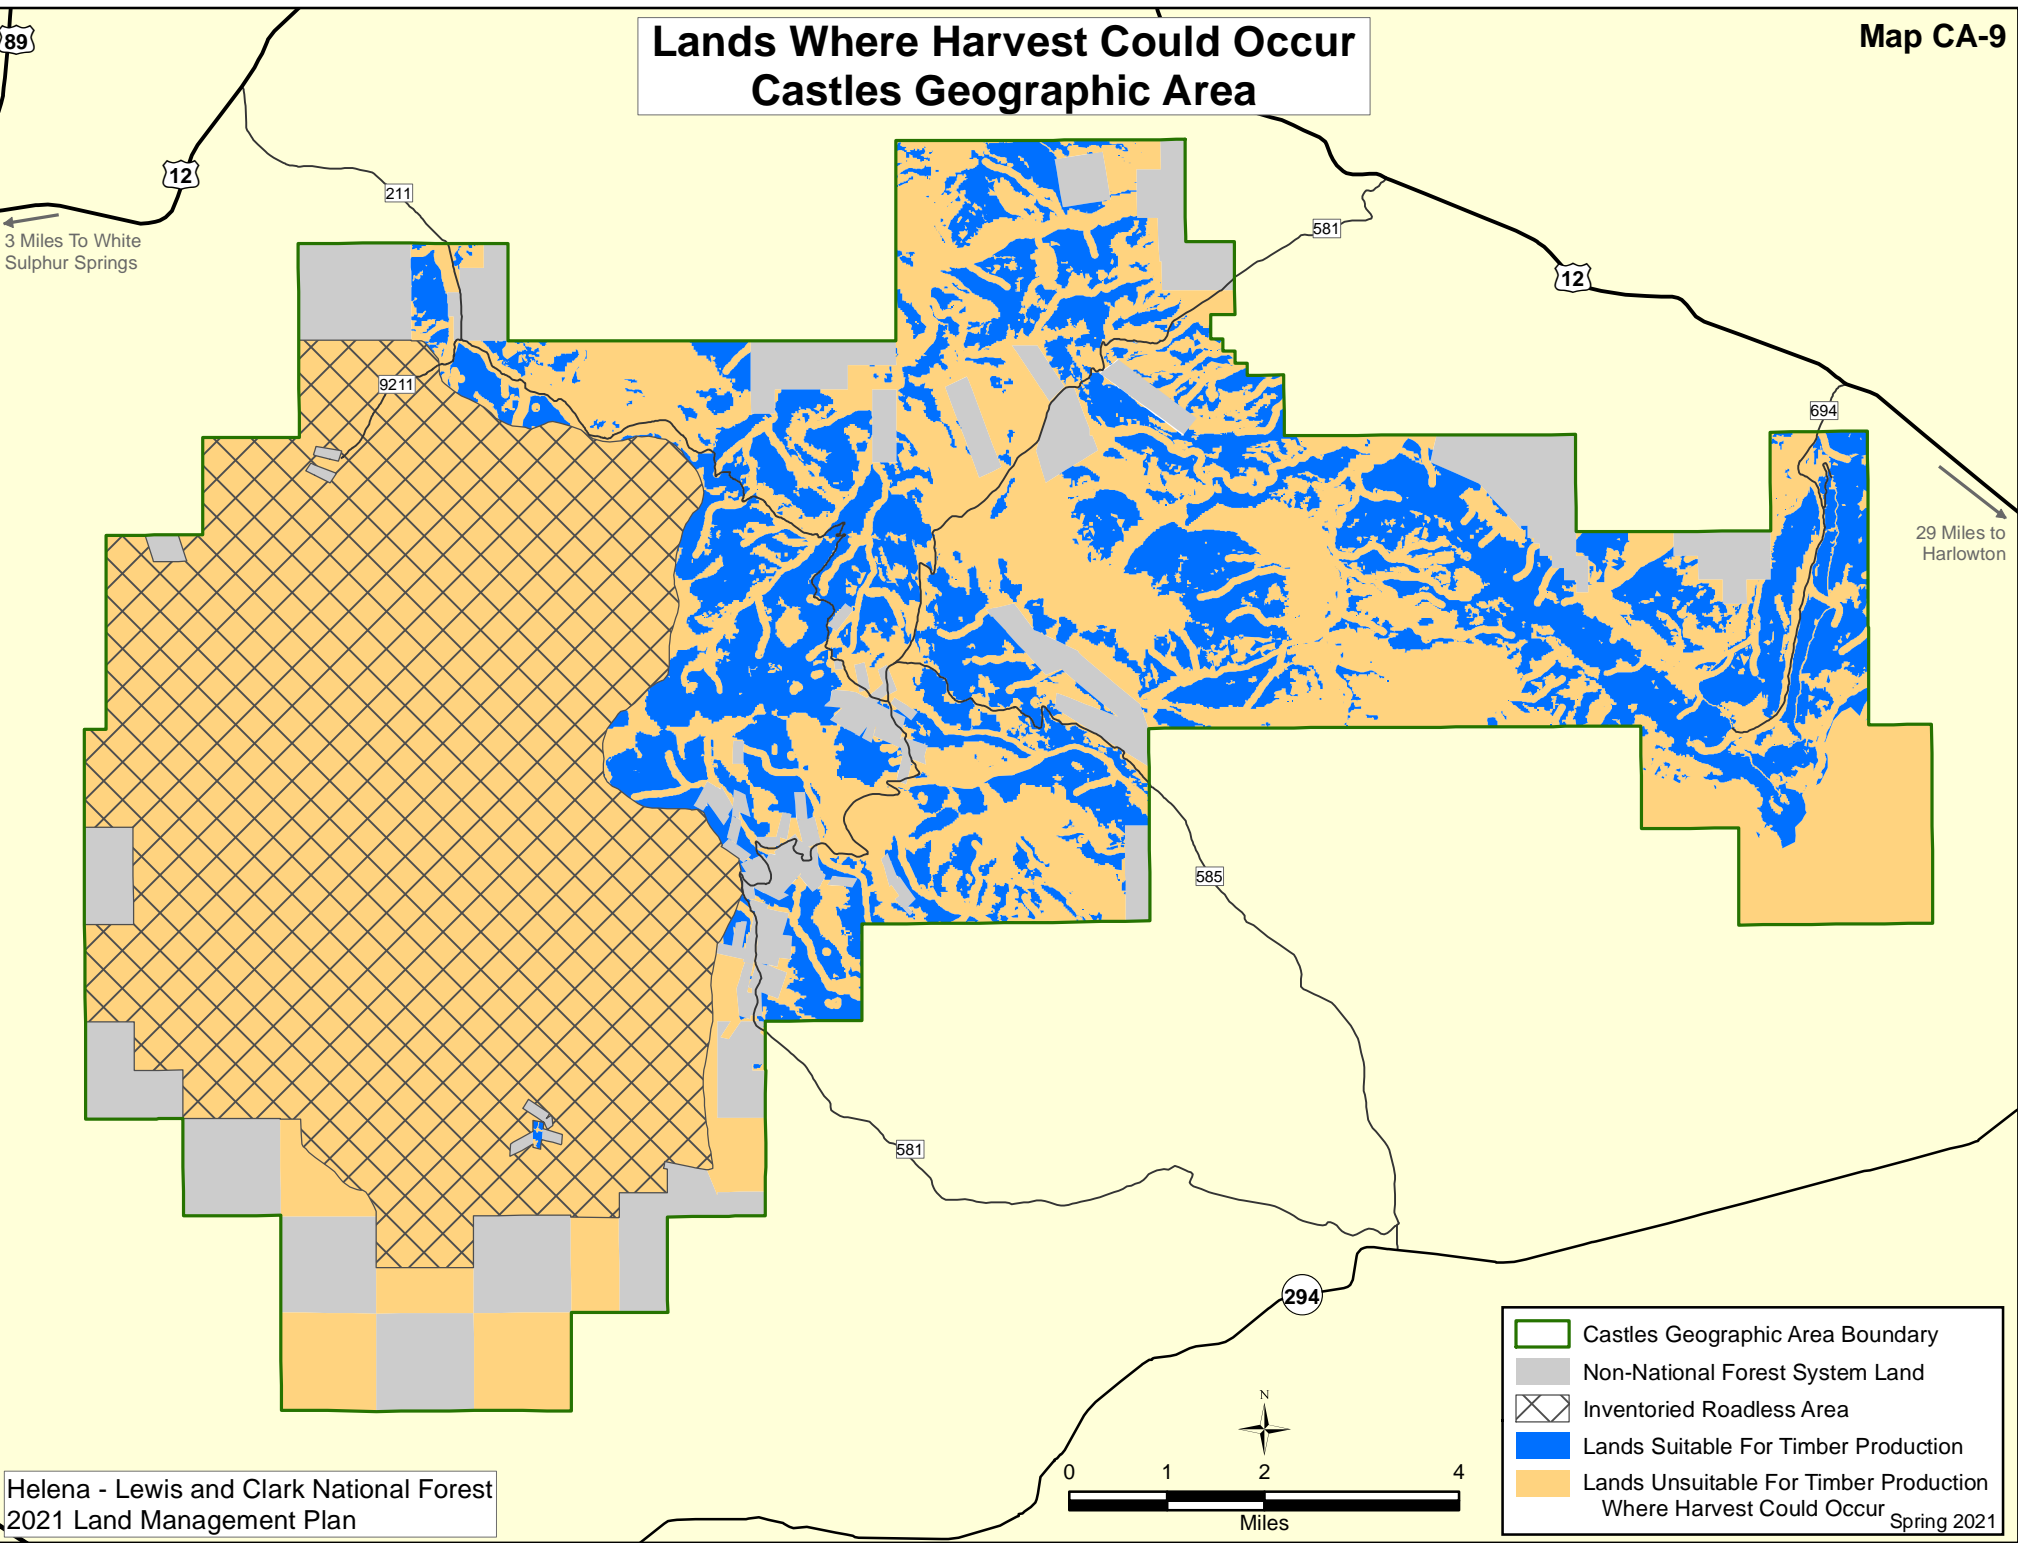 Lands Where Harvest Could Occur
Castles Geographic Area
Map CA-9
89
12
211
3 Miles To White
Sulphur Springs
581
12
9211
694
29 Miles to
Harlowton
585
581
294
Castles Geographic Area Boundary
Non-National Forest System Land
Inventoried Roadless Area
Lands Suitable For Timber Production
Lands Unsuitable For Timber Production
Where Harvest Could Occur
Spring 2021
N
0 1 2 4
Miles
Helena - Lewis and Clark National Forest
2021 Land Management Plan